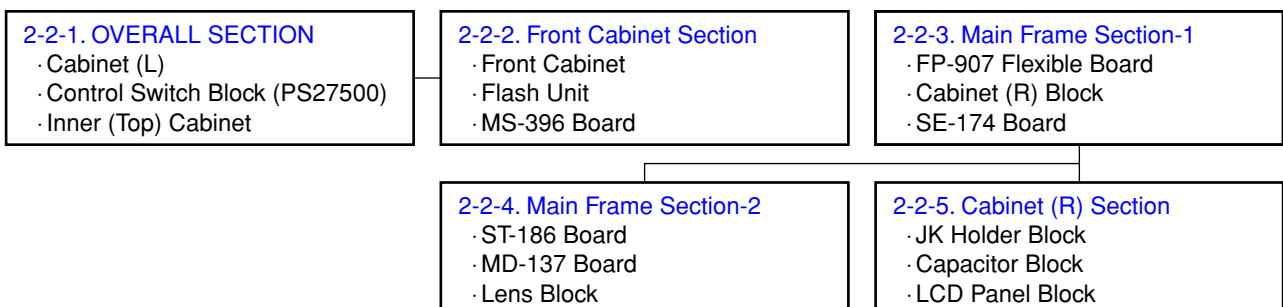 2-2-1. OVERALL SECTION
· Cabinet (L)
· Control Switch Block (PS27500)
· Inner (Top) Cabinet
2-2-2. Front Cabinet Section
· Front Cabinet
· Flash Unit
· MS-396 Board
2-2-3. Main Frame Section-1
· FP-907 Flexible Board
· Cabinet (R) Block
· SE-174 Board
2-2-4. Main Frame Section-2
· ST-186 Board
· MD-137 Board
· Lens Block
2-2-5. Cabinet (R) Section
· JK Holder Block
· Capacitor Block
· LCD Panel Block